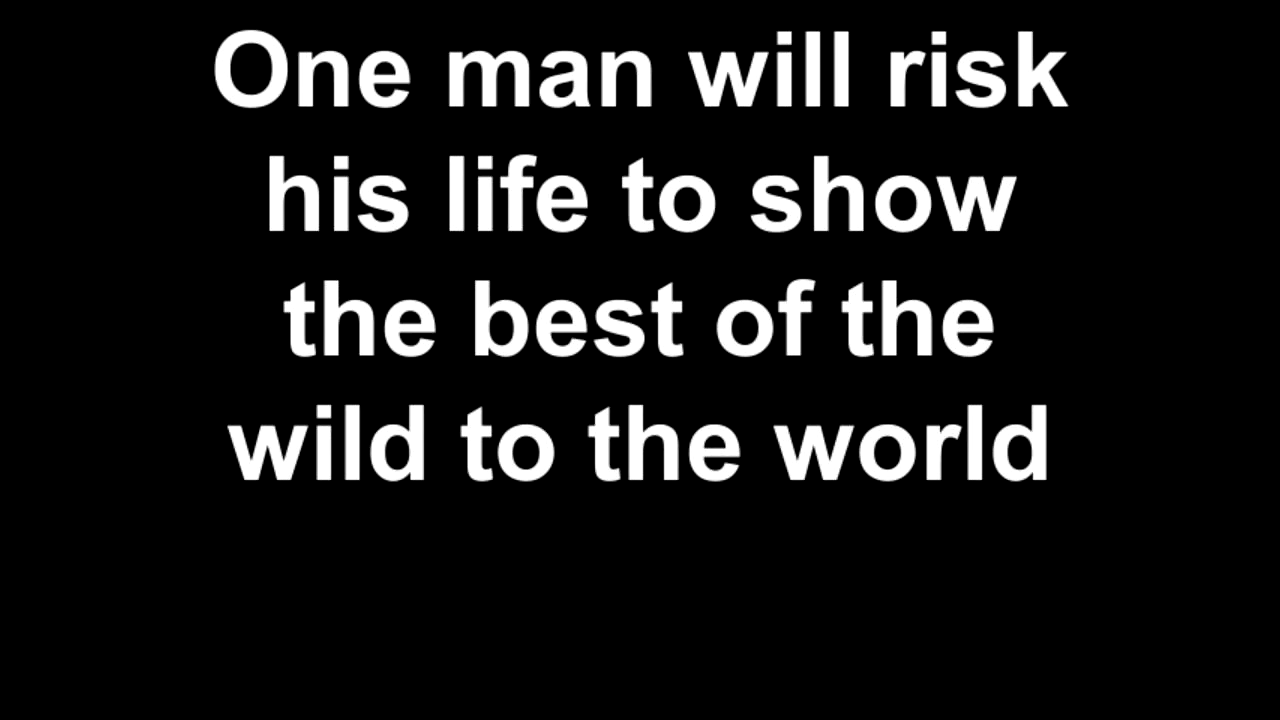 One man will risk
his life to show
the best of the
wild to the world